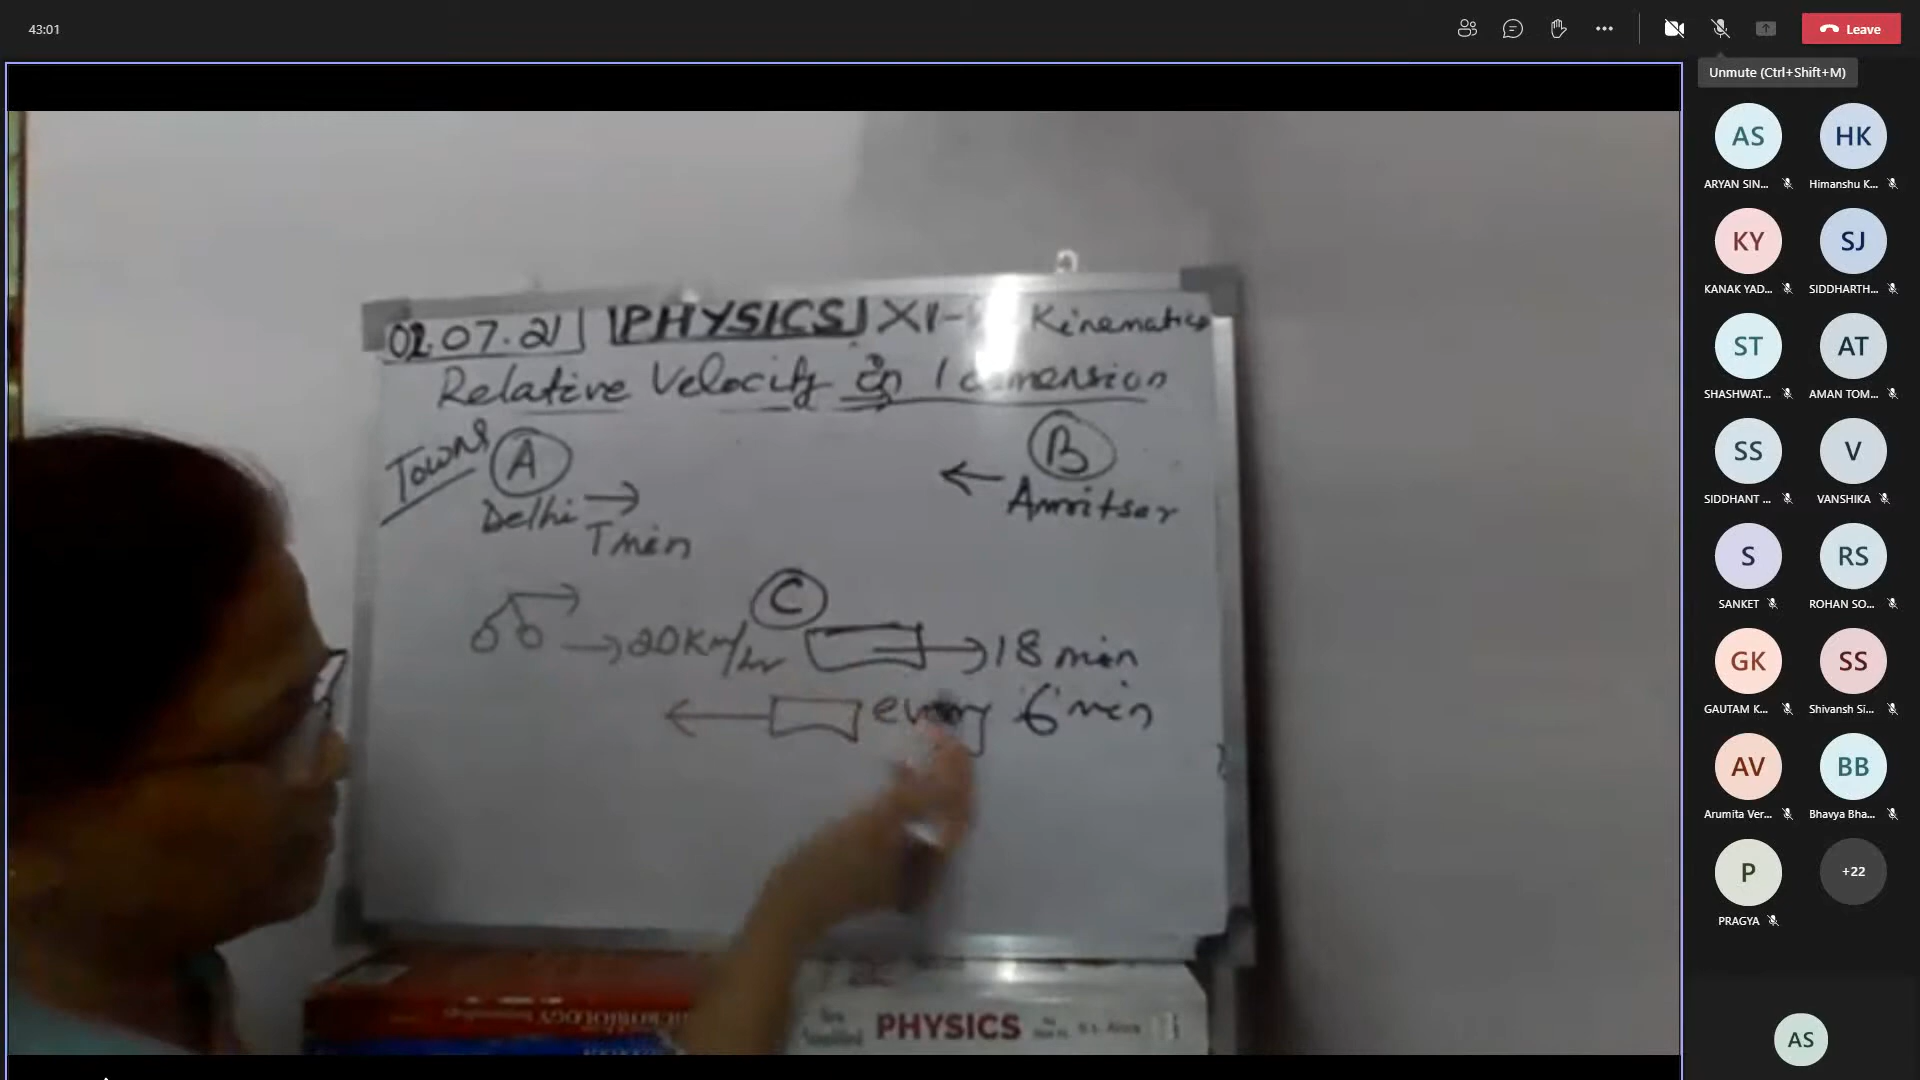 43:01
Leave
Unmute (Ctrl+Shift+M)
02.07.21 PHYSICS XI- Kinematics
Relative Velocity in 1 dimension
Towns A B
Delhi Amritsar
T min
C
20 Km/hr 18 min
every 6 min
PHYSICS
AS HK
ARYAN SIN... Himanshu K...
KY SJ
KANAK YAD... SIDDHARTH...
ST AT
SHASHWAT... AMAN TOM...
SS V
SIDDHANT ... VANSHIKA
S RS
SANKET ROHAN SO...
GK SS
GAUTAM K... Shivansh Si...
AV BB
Arumita Ver... Bhavya Bha...
P +22
PRAGYA
AS